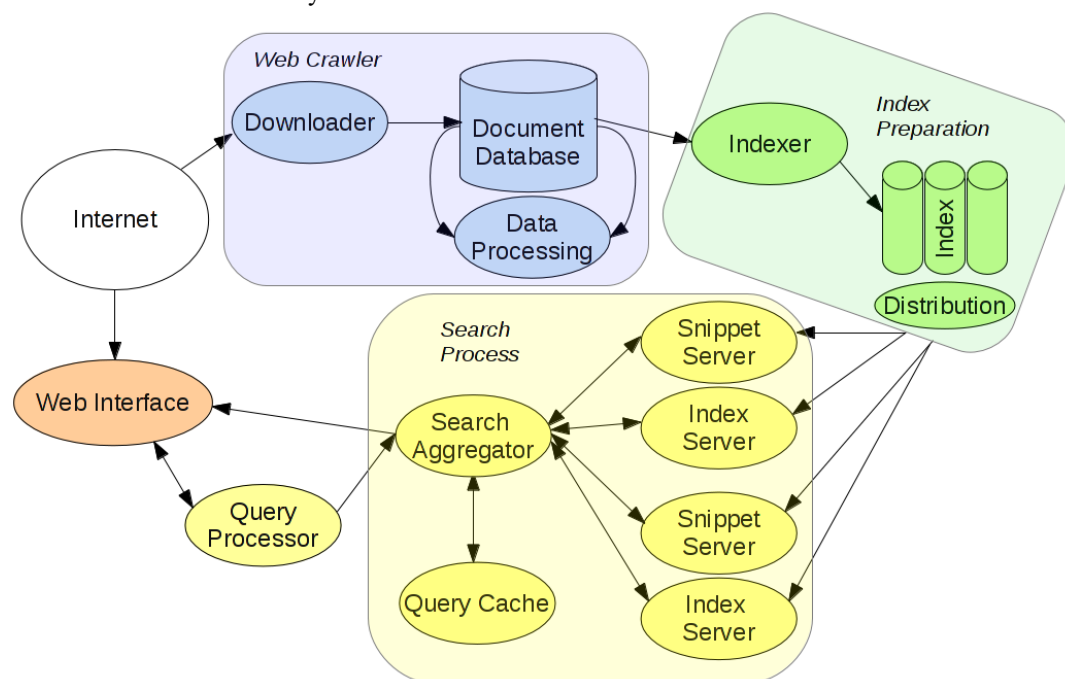 Web Crawler
Downloader
Document
Database
Data
Processing
Index
Preparation
Indexer
Index
Distribution
Internet
Search
Process
Snippet
Server
Index
Server
Snippet
Server
Index
Server
Search
Aggregator
Query Cache
Web Interface
Query
Processor